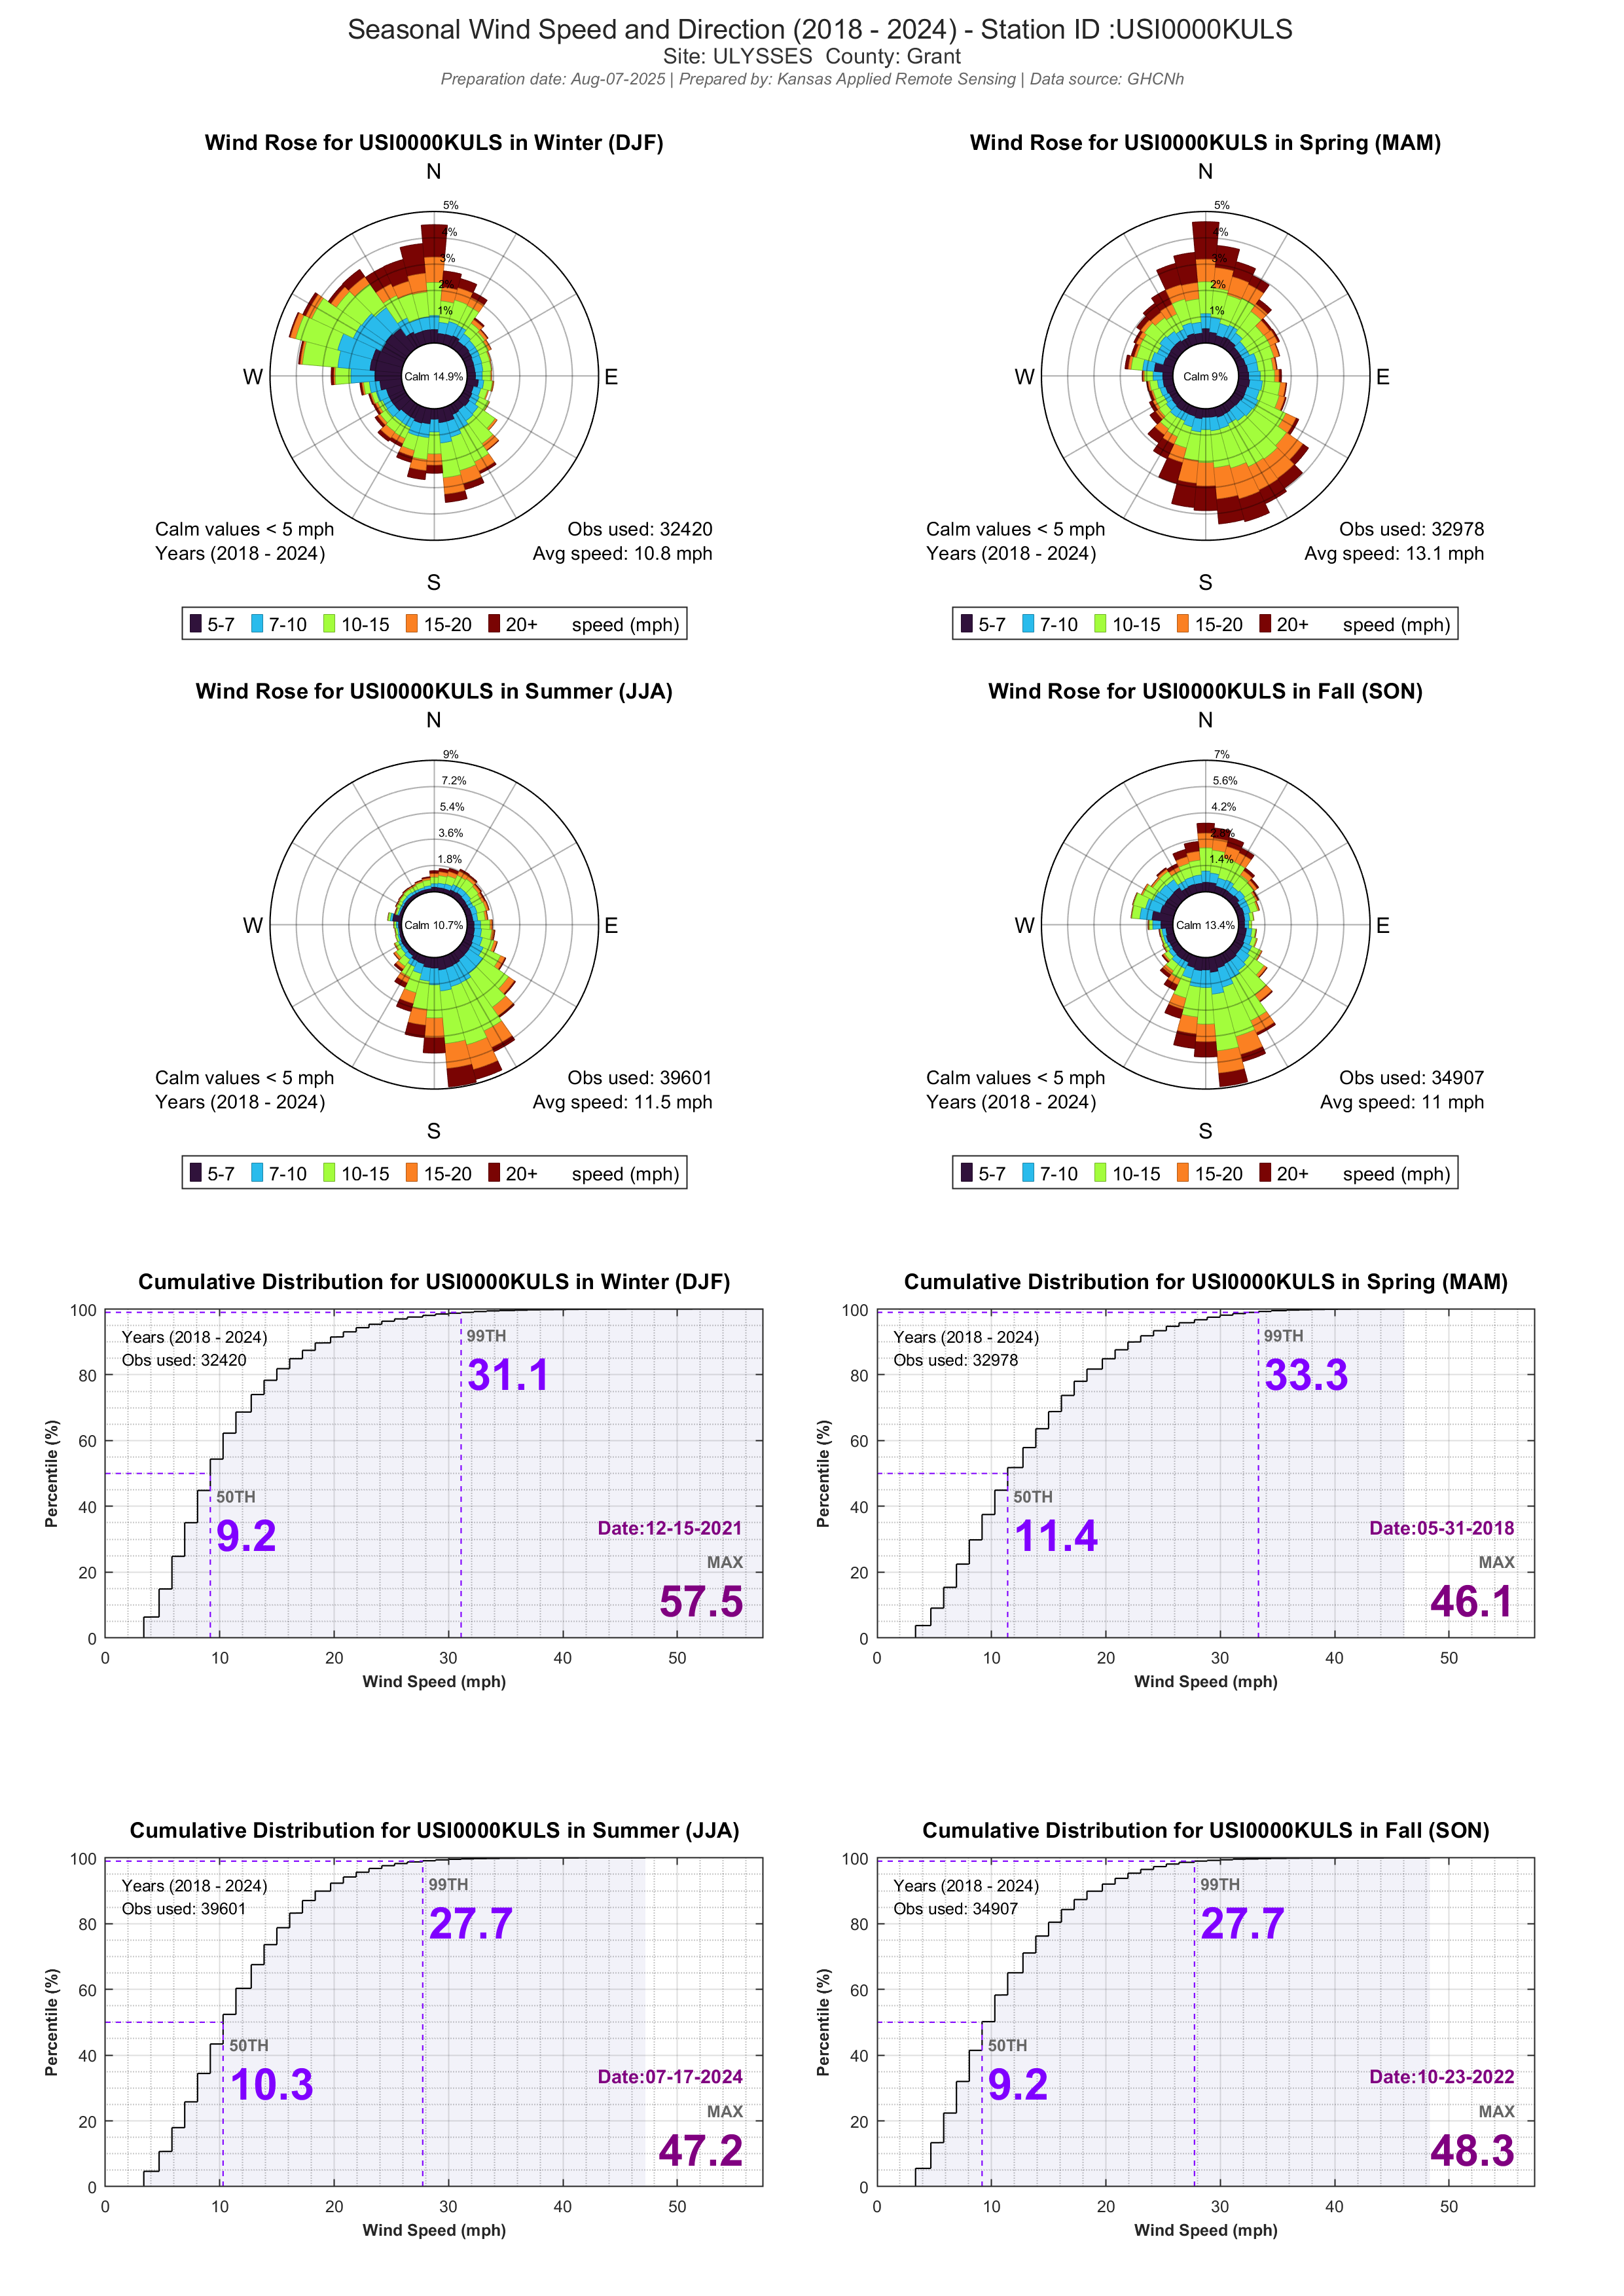 Seasonal Wind Speed and Direction (2018 - 2024) - Station ID :USI0000KULS
Site: ULYSSES  County: Grant
Preparation date: Aug-07-2025 | Prepared by: Kansas Applied Remote Sensing | Data source: GHCNh
Wind Rose for USI0000KULS in Winter (DJF)
N
5%
4%
3%
2%
1%
W
Calm 14.9%
E
Calm values < 5 mph
Years (2018 - 2024)
Obs used: 32420
Avg speed: 10.8 mph
S
5-7 7-10 10-15 15-20 20+ speed (mph)
Wind Rose for USI0000KULS in Spring (MAM)
N
5%
4%
3%
2%
1%
W
Calm 9%
E
Calm values < 5 mph
Years (2018 - 2024)
Obs used: 32978
Avg speed: 13.1 mph
S
5-7 7-10 10-15 15-20 20+ speed (mph)
Wind Rose for USI0000KULS in Summer (JJA)
N
9%
7.2%
5.4%
3.6%
1.8%
W
Calm 10.7%
E
Calm values < 5 mph
Years (2018 - 2024)
Obs used: 39601
Avg speed: 11.5 mph
S
5-7 7-10 10-15 15-20 20+ speed (mph)
Wind Rose for USI0000KULS in Fall (SON)
N
7%
5.6%
4.2%
2.8%
1.4%
W
Calm 13.4%
E
Calm values < 5 mph
Years (2018 - 2024)
Obs used: 34907
Avg speed: 11 mph
S
5-7 7-10 10-15 15-20 20+ speed (mph)
Cumulative Distribution for USI0000KULS in Winter (DJF)
Percentile (%)
100
80
60
40
20
0
Years (2018 - 2024)
Obs used: 32420
99TH
31.1
50TH
9.2
Date:12-15-2021
MAX
57.5
0 10 20 30 40 50
Wind Speed (mph)
Cumulative Distribution for USI0000KULS in Spring (MAM)
Percentile (%)
100
80
60
40
20
0
Years (2018 - 2024)
Obs used: 32978
99TH
33.3
50TH
11.4
Date:05-31-2018
MAX
46.1
0 10 20 30 40 50
Wind Speed (mph)
Cumulative Distribution for USI0000KULS in Summer (JJA)
Percentile (%)
100
80
60
40
20
0
Years (2018 - 2024)
Obs used: 39601
99TH
27.7
50TH
10.3
Date:07-17-2024
MAX
47.2
0 10 20 30 40 50
Wind Speed (mph)
Cumulative Distribution for USI0000KULS in Fall (SON)
Percentile (%)
100
80
60
40
20
0
Years (2018 - 2024)
Obs used: 34907
99TH
27.7
50TH
9.2
Date:10-23-2022
MAX
48.3
0 10 20 30 40 50
Wind Speed (mph)